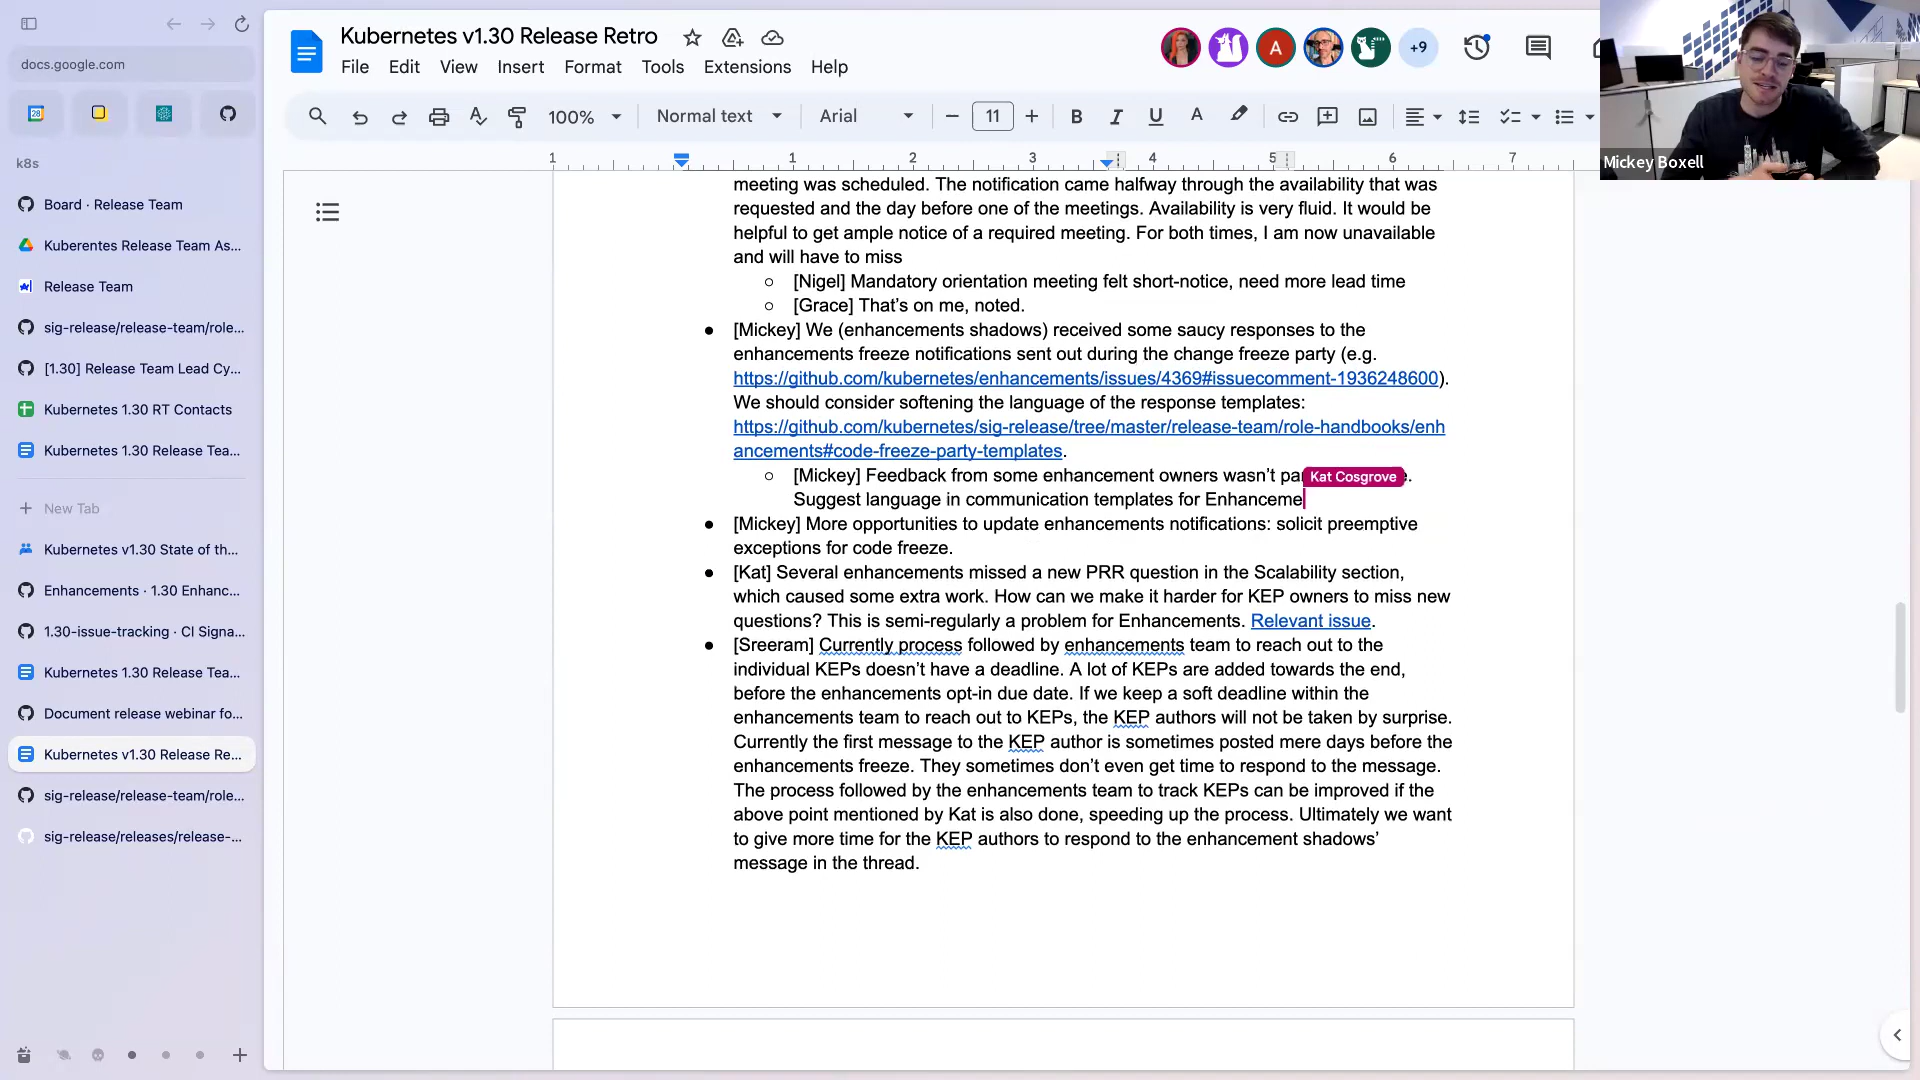 docs.google.com
28
k8s
Board · Release Team
Kuberentes Release Team As...
Release Team
sig-release/release-team/role...
[1.30] Release Team Lead Cy...
Kubernetes 1.30 RT Contacts
Kubernetes 1.30 Release Tea...
New Tab
Kubernetes v1.30 State of th...
Enhancements · 1.30 Enhanc...
1.30-issue-tracking · CI Signa...
Kubernetes 1.30 Release Tea...
Document release webinar fo...
Kubernetes v1.30 Release Re...
sig-release/release-team/role...
sig-release/releases/release-...
Kubernetes v1.30 Release Retro
File Edit View Insert Format Tools Extensions Help
A +9
100% Normal text Arial 11 B I U A
1 1 2 3 4 5 6 7
Mickey Boxell
meeting was scheduled. The notification came halfway through the availability that was
requested and the day before one of the meetings. Availability is very fluid. It would be
helpful to get ample notice of a required meeting. For both times, I am now unavailable
and will have to miss
○ [Nigel] Mandatory orientation meeting felt short-notice, need more lead time
○ [Grace] That's on me, noted.
● [Mickey] We (enhancements shadows) received some saucy responses to the
enhancements freeze notifications sent out during the change freeze party (e.g.
https://github.com/kubernetes/enhancements/issues/4369#issuecomment-1936248600).
We should consider softening the language of the response templates:
https://github.com/kubernetes/sig-release/tree/master/release-team/role-handbooks/enh
ancements#code-freeze-party-templates.
○ [Mickey] Feedback from some enhancement owners wasn't
Kat Cosgrove
Suggest language in communication templates for Enhanceme
● [Mickey] More opportunities to update enhancements notifications: solicit preemptive
exceptions for code freeze.
● [Kat] Several enhancements missed a new PRR question in the Scalability section,
which caused some extra work. How can we make it harder for KEP owners to miss new
questions? This is semi-regularly a problem for Enhancements. Relevant issue.
● [Sreeram] Currently process followed by enhancements team to reach out to the
individual KEPs doesn't have a deadline. A lot of KEPs are added towards the end,
before the enhancements opt-in due date. If we keep a soft deadline within the
enhancements team to reach out to KEPs, the KEP authors will not be taken by surprise.
Currently the first message to the KEP author is sometimes posted mere days before the
enhancements freeze. They sometimes don't even get time to respond to the message.
The process followed by the enhancements team to track KEPs can be improved if the
above point mentioned by Kat is also done, speeding up the process. Ultimately we want
to give more time for the KEP authors to respond to the enhancement shadows'
message in the thread.